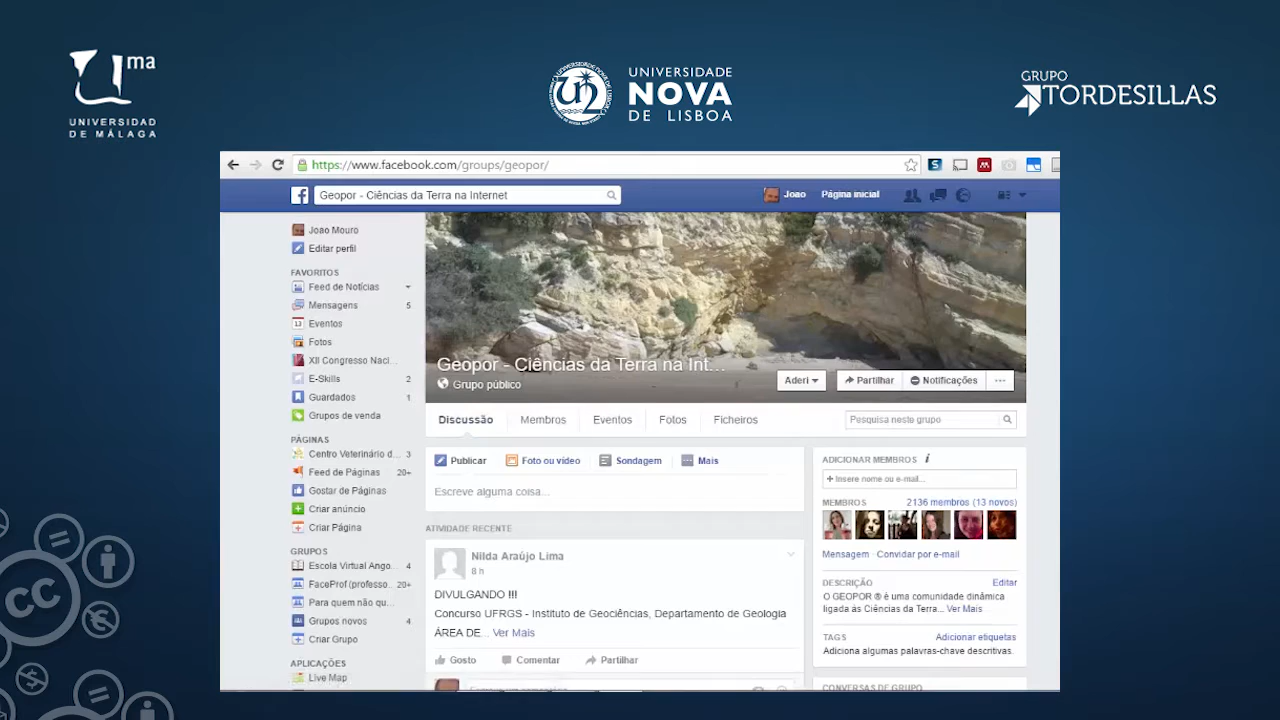 ma
UNIVERSIDAD
DE MÁLAGA
UNIVERSIDADE
NOVA
DE LISBOA
GRUPO
TORDESILLAS
https://www.facebook.com/groups/geopor/
Geopor - Ciências da Terra na Internet
Joao
Página inicial
Joao Mouro
Editar perfil
FAVORITOS
Feed de Notícias
Mensagens 5
Eventos
Fotos
XII Congresso Naci...
E-Skills 2
Guardados 1
Grupos de venda
PÁGINAS
Centro Veterinário d... 3
Feed de Páginas 20+
Gostar de Páginas
Criar anúncio
Criar Página
GRUPOS
Escola Virtual Ango... 4
FaceProf (professo... 20+
Para quem não qu...
Grupos novos 4
Criar Grupo
APLICAÇÕES
Live Map
Geopor - Ciências da Terra na Int...
Grupo público
Aderi
Partilhar
Notificações
Discussão
Membros
Eventos
Fotos
Ficheiros
Pesquisa neste grupo
Publicar
Foto ou vídeo
Sondagem
Mais
Escreve alguma coisa...
ATIVIDADE RECENTE
Nilda Araújo Lima
8 h
DIVULGANDO !!!
Concurso UFRGS - Instituto de Geociências, Departamento de Geologia
ÁREA DE... Ver Mais
Gosto
Comentar
Partilhar
ADICIONAR MEMBROS i
+ Insere nome ou e-mail...
MEMBROS 2136 membros (13 novos)
Mensagem · Convidar por e-mail
DESCRIÇÃO Editar
O GEOPOR ® é uma comunidade dinâmica
ligada às Ciências da Terra... Ver Mais
TAGS Adicionar etiquetas
Adiciona algumas palavras-chave descritivas.
CONVERSAS DE GRUPO
cc